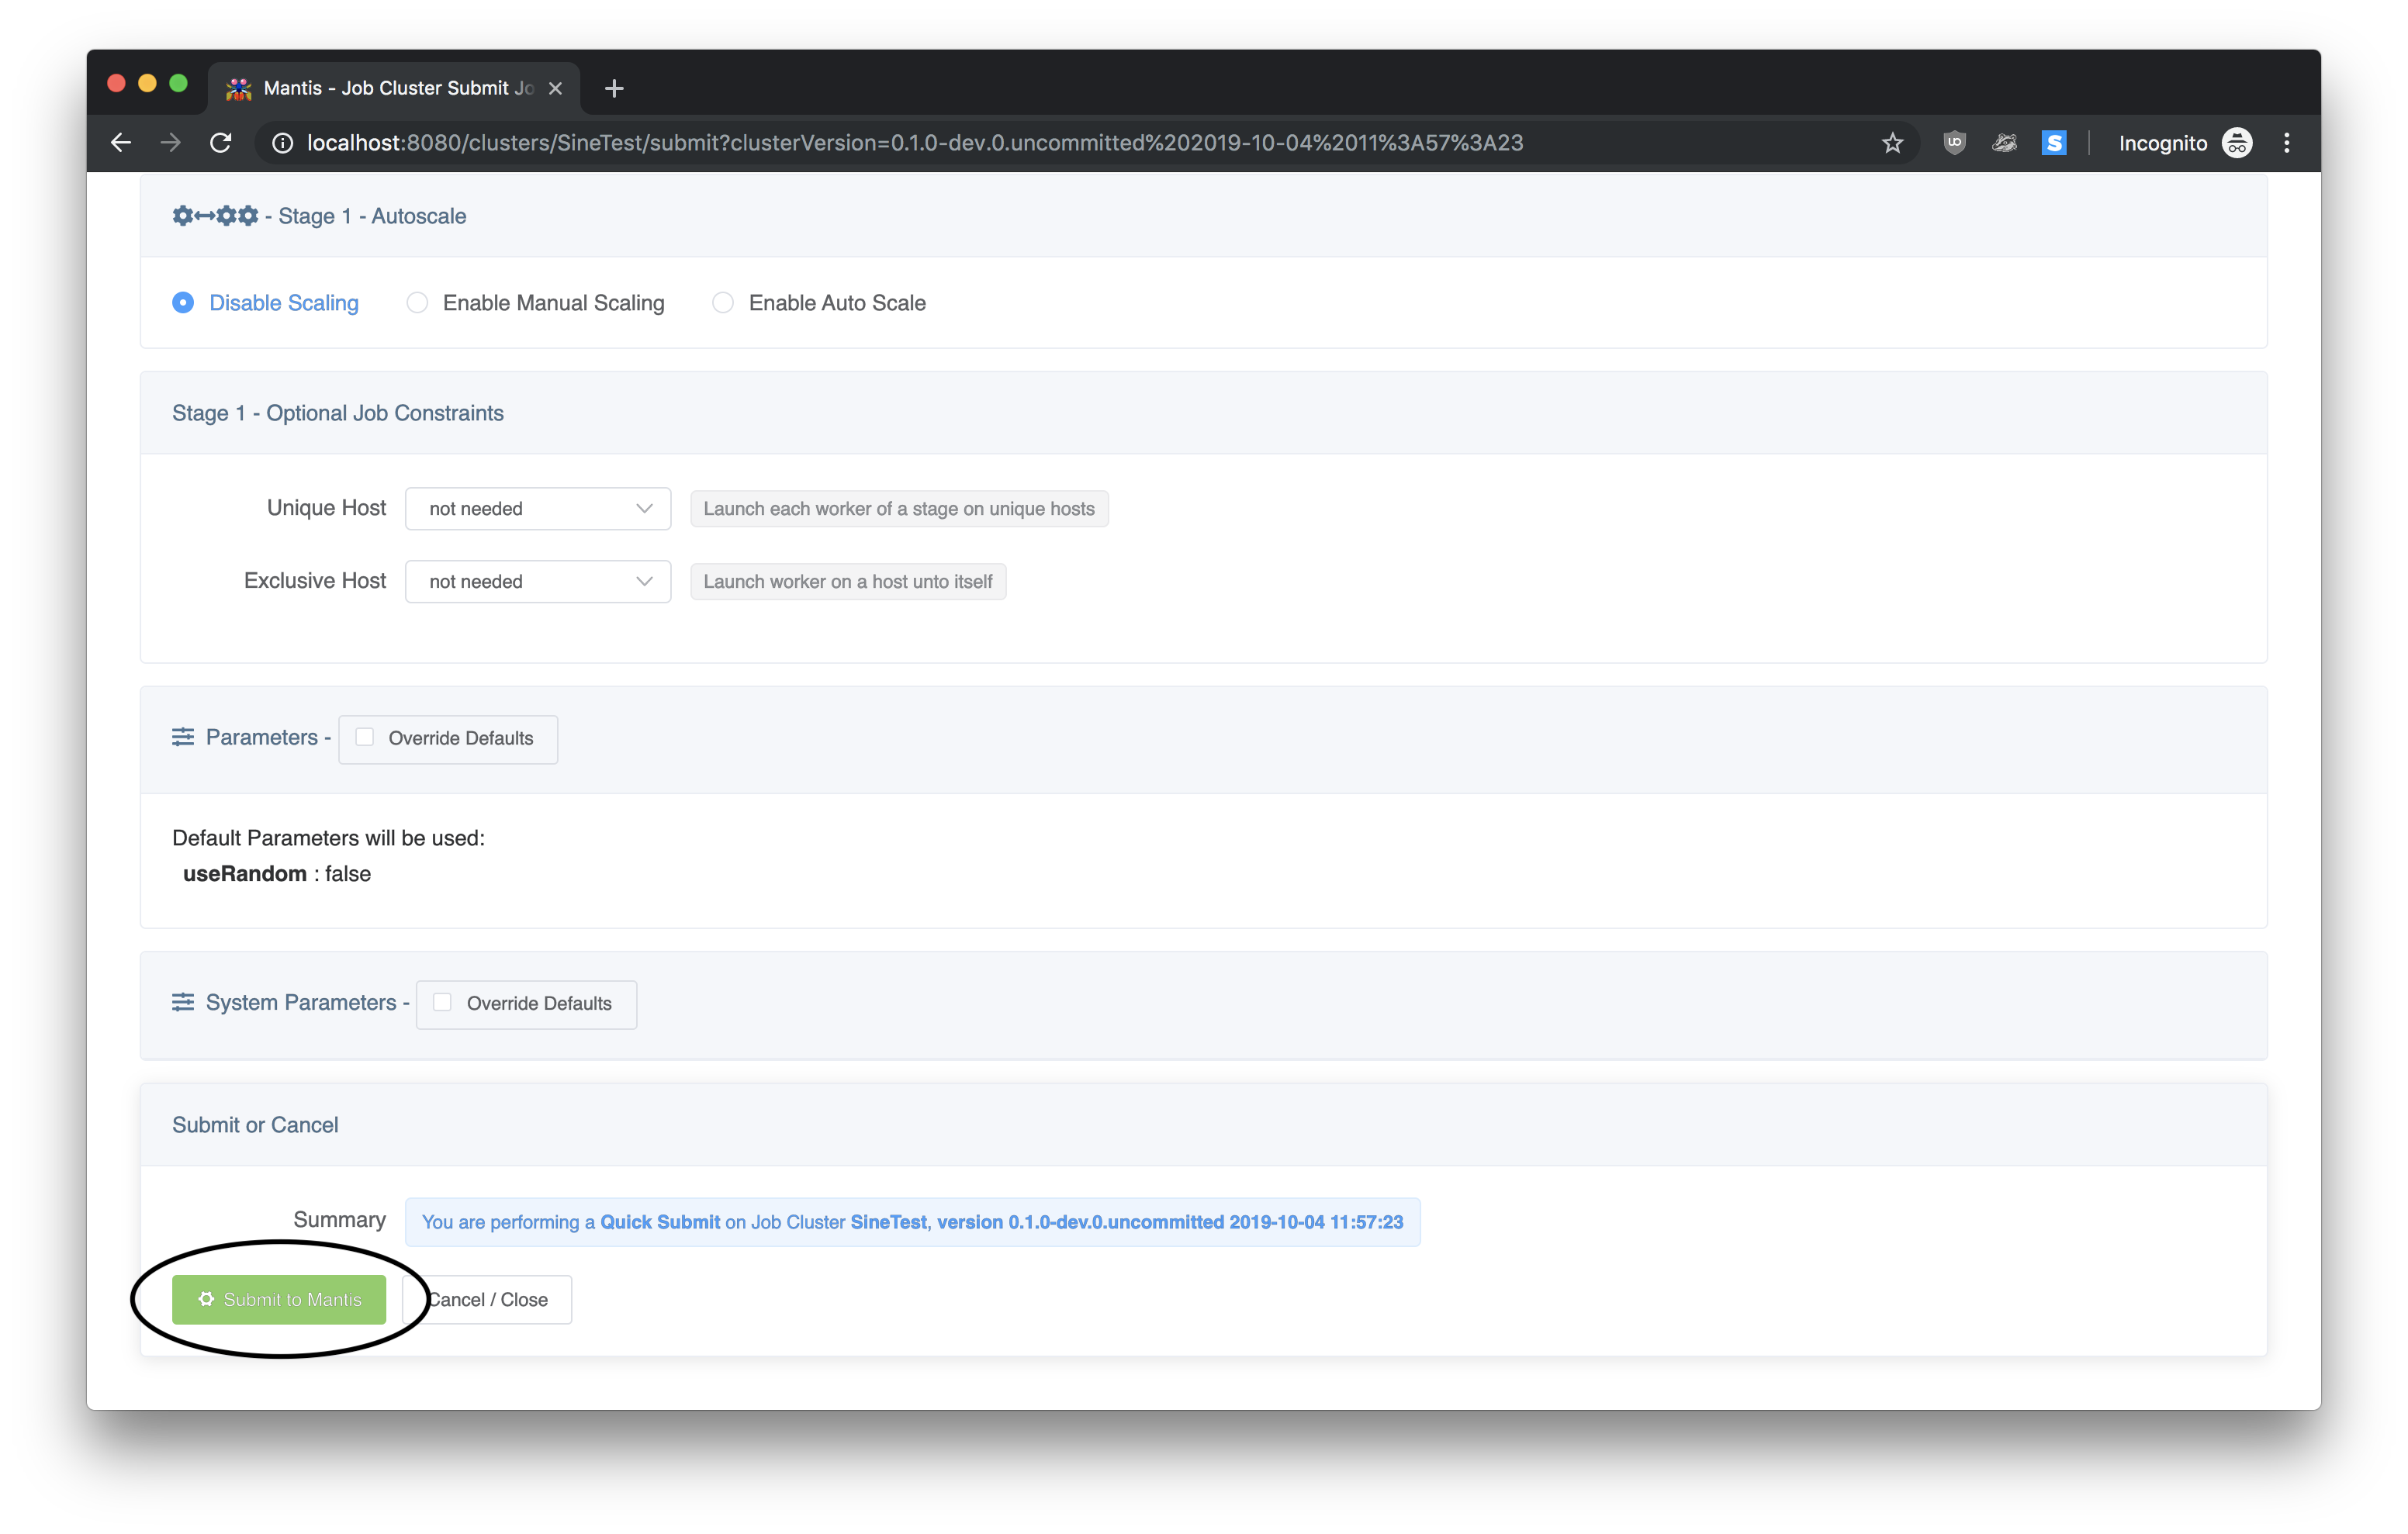 Mantis - Job Cluster Submit Jo
localhost:8080/clusters/SineTest/submit?clusterVersion=0.1.0-dev.0.uncommitted%202019-10-04%2011%3A57%3A23
UD
S
Incognito
- Stage 1 - Autoscale
Disable Scaling
Enable Manual Scaling
Enable Auto Scale
Stage 1 - Optional Job Constraints
Unique Host not needed Launch each worker of a stage on unique hosts
Exclusive Host not needed Launch worker on a host unto itself
Parameters - Override Defaults
Default Parameters will be used:
useRandom : false
System Parameters - Override Defaults
Submit or Cancel
Summary You are performing a Quick Submit on Job Cluster SineTest, version 0.1.0-dev.0.uncommitted 2019-10-04 11:57:23
Submit to Mantis Cancel / Close